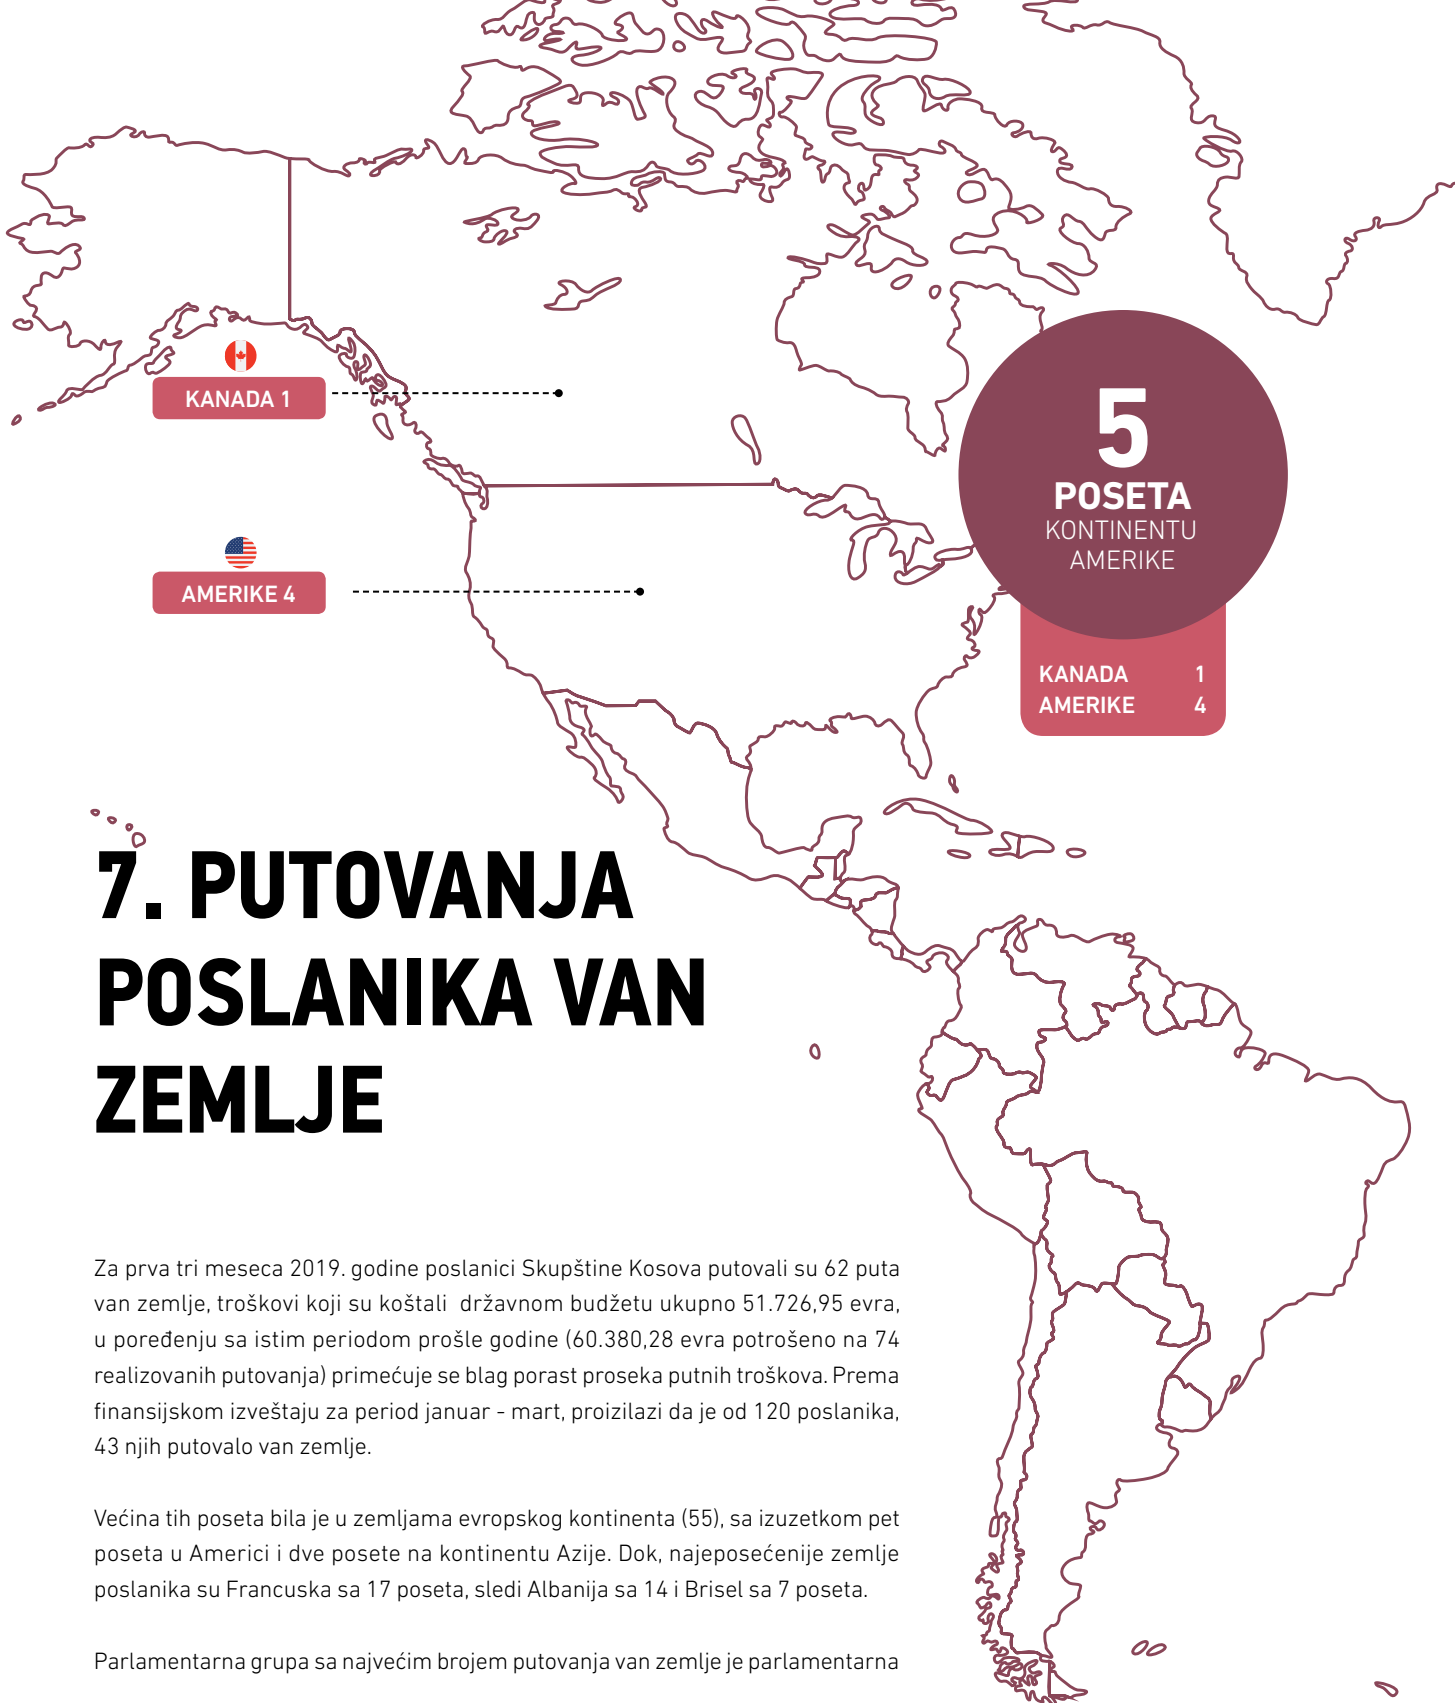 KANADA 1
AMERIKE 4
5
POSETA
KONTINENTU
AMERIKE
KANADA 1
AMERIKE 4
7. PUTOVANJA
POSLANIKA VAN
ZEMLJE
Za prva tri meseca 2019. godine poslanici Skupštine Kosova putovali su 62 puta
van zemlje, troškovi koji su koštali državnom budžetu ukupno 51.726,95 evra,
u poređenju sa istim periodom prošle godine (60.380,28 evra potrošeno na 74
realizovanih putovanja) primećuje se blag porast proseka putnih troškova. Prema
finansijskom izveštaju za period januar - mart, proizilazi da je od 120 poslanika,
43 njih putovalo van zemlje.
Većina tih poseta bila je u zemljama evropskog kontinenta (55), sa izuzetkom pet
poseta u Americi i dve posete na kontinentu Azije. Dok, najeposećenije zemlje
poslanika su Francuska sa 17 poseta, sledi Albanija sa 14 i Brisel sa 7 poseta.
Parlamentarna grupa sa najvećim brojem putovanja van zemlje je parlamentarna